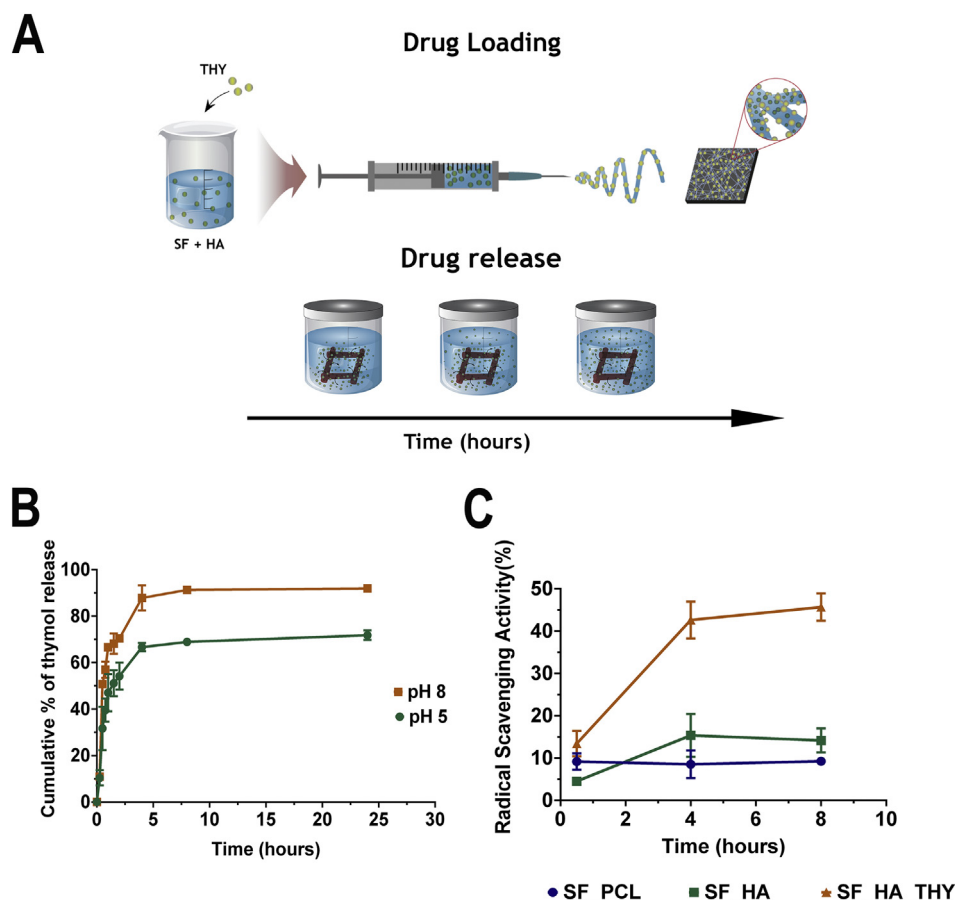 A
Drug Loading
THY
SF + HA
Drug release
Time (hours)
B
Cumulative % of thymol release
100
80
60
40
20
0
0 5 10 15 20 25 30
Time (hours)
pH 8
pH 5
C
Radical Scavenging Activity(%)
50
40
30
20
10
0
0 2 4 6 8 10
Time (hours)
SF PCL SF HA SF HA THY